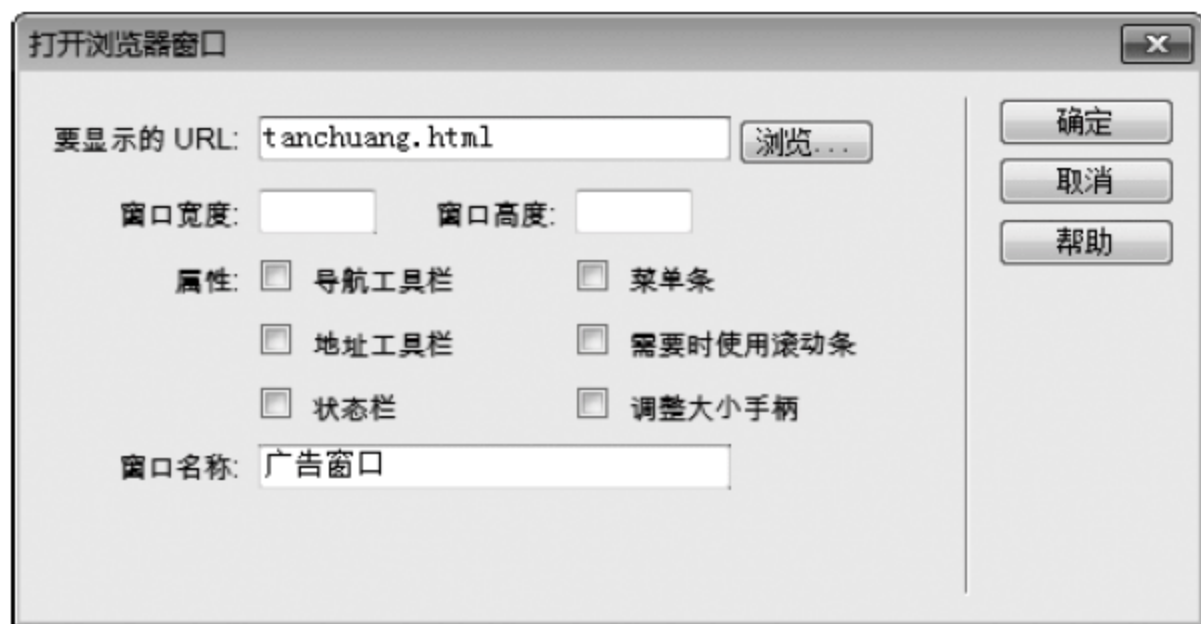 打开浏览器窗口
要显示的 URL: tanchuang.html 浏览... 确定
取消
窗口宽度: 窗口高度: 帮助
属性: 导航工具栏 菜单条
地址工具栏 需要时使用滚动条
状态栏 调整大小手柄
窗口名称: 广告窗口